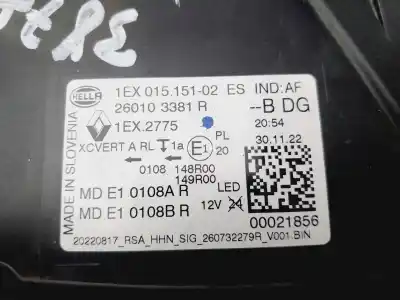 HELLA
1EX 015.151-02 ES IND:AF
26010 3381 R --B DG
1EX.2775 20:54
XCVERT A RL 1a E1 PL 30.11.22
20
0108 148R00
149R00
MD E1 0108A R LED
MD E1 0108B R 12V 24
00021856
20220817_RSA_HHN_SIG_260732279R_V001.BIN
MADE IN SLOVENIA